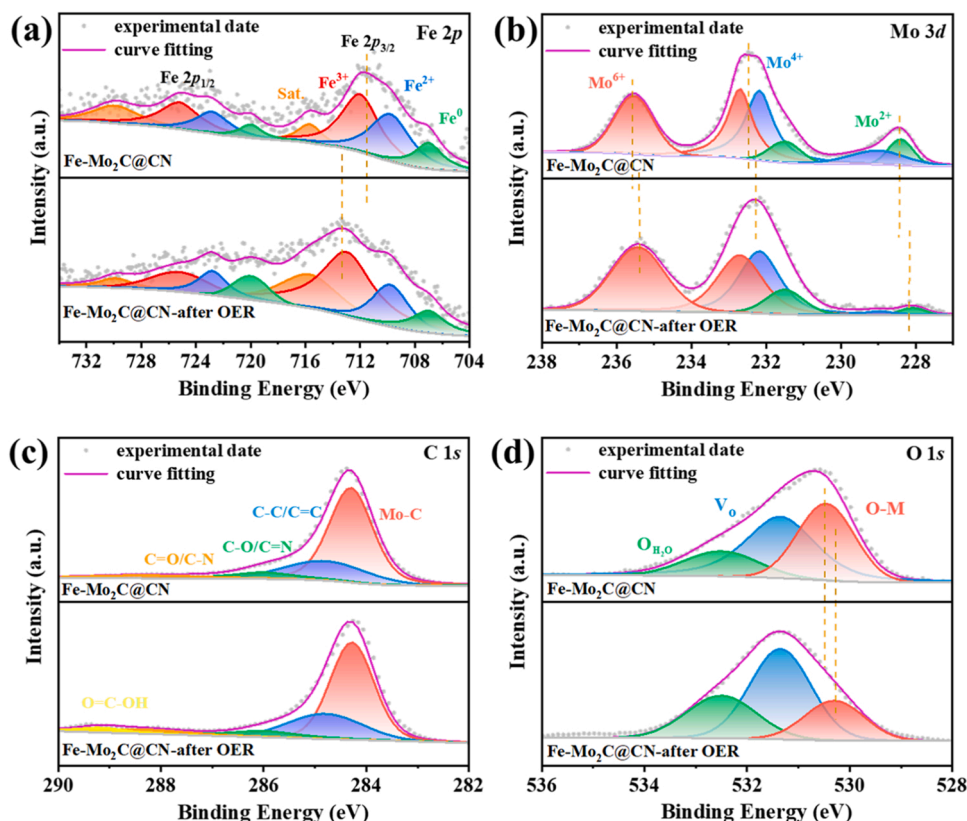 (a)
experimental date
curve fitting
Fe 2p
Fe 2p₃/₂
Fe 2p₁/₂
Sat.
Fe³⁺
Fe²⁺
Fe⁰
Fe-Mo₂C@CN
Fe-Mo₂C@CN-after OER
Intensity (a.u.)
732 728 724 720 716 712 708 704
Binding Energy (eV)
(b)
experimental date
curve fitting
Mo 3d
Mo⁶⁺
Mo⁴⁺
Mo²⁺
Fe-Mo₂C@CN
Fe-Mo₂C@CN-after OER
Intensity (a.u.)
238 236 234 232 230 228 226
Binding Energy (eV)
(c)
experimental date
curve fitting
C 1s
C-C/C=C
Mo-C
C=O/C-N
C-O/C=N
Fe-Mo₂C@CN
O=C-OH
Fe-Mo₂C@CN-after OER
Intensity (a.u.)
290 288 286 284 282
Binding Energy (eV)
(d)
experimental date
curve fitting
O 1s
Vₒ
O-M
O_H₂O
Fe-Mo₂C@CN
Fe-Mo₂C@CN-after OER
Intensity (a.u.)
536 534 532 530 528
Binding Energy (eV)